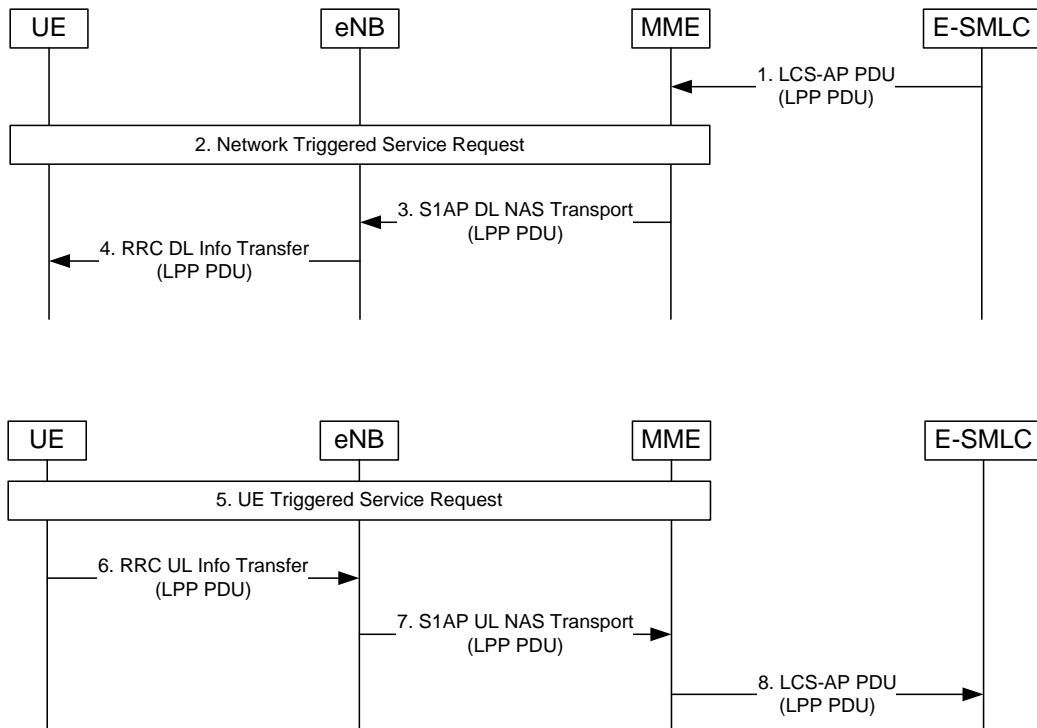 UE
eNB
MME
E-SMLC
1. LCS-AP PDU
(LPP PDU)
2. Network Triggered Service Request
3. S1AP DL NAS Transport
(LPP PDU)
4. RRC DL Info Transfer
(LPP PDU)
UE
eNB
MME
E-SMLC
5. UE Triggered Service Request
6. RRC UL Info Transfer
(LPP PDU)
7. S1AP UL NAS Transport
(LPP PDU)
8. LCS-AP PDU
(LPP PDU)